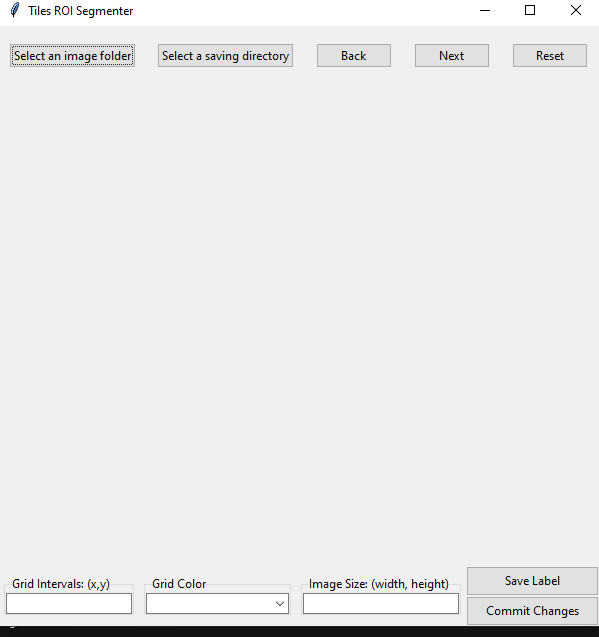 Tiles ROI Segmenter
Select an image folder Select a saving directory Back Next Reset
Grid Intervals: (x,y) Grid Color Image Size: (width, height)
Save Label
Commit Changes